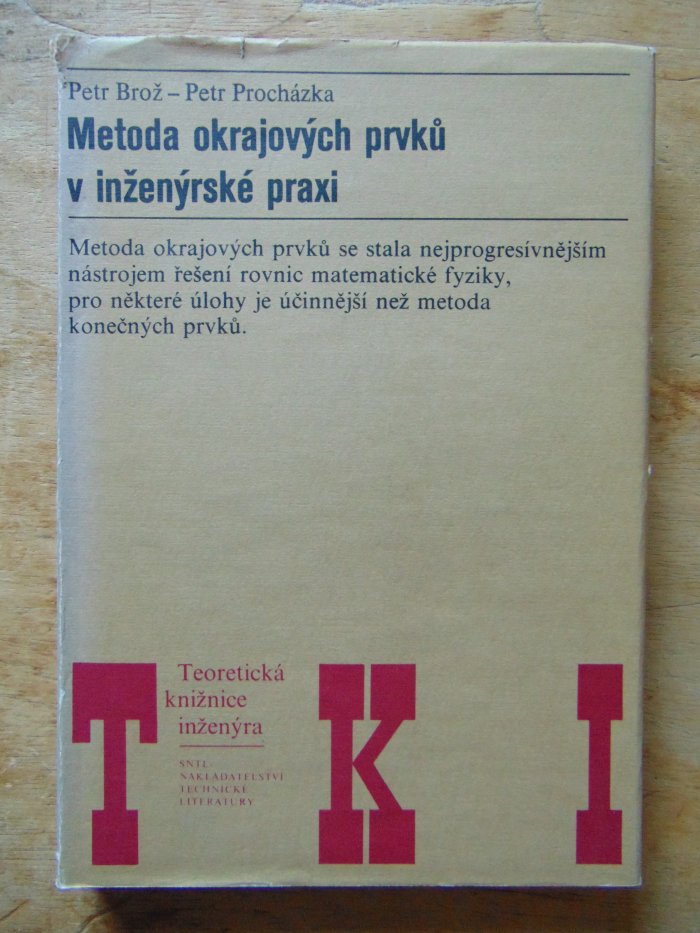 Petr Brož – Petr Procházka
Metoda okrajových prvků
v inženýrské praxi
Metoda okrajových prvků se stala nejprogresívnějším
nástrojem řešení rovnic matematické fyziky,
pro některé úlohy je účinnější než metoda
konečných prvků.
Teoretická
knižnice
inženýra
SNTL-
NAKLADATELSTVÍ
TECHNICKÉ
LITERATURY
TKI